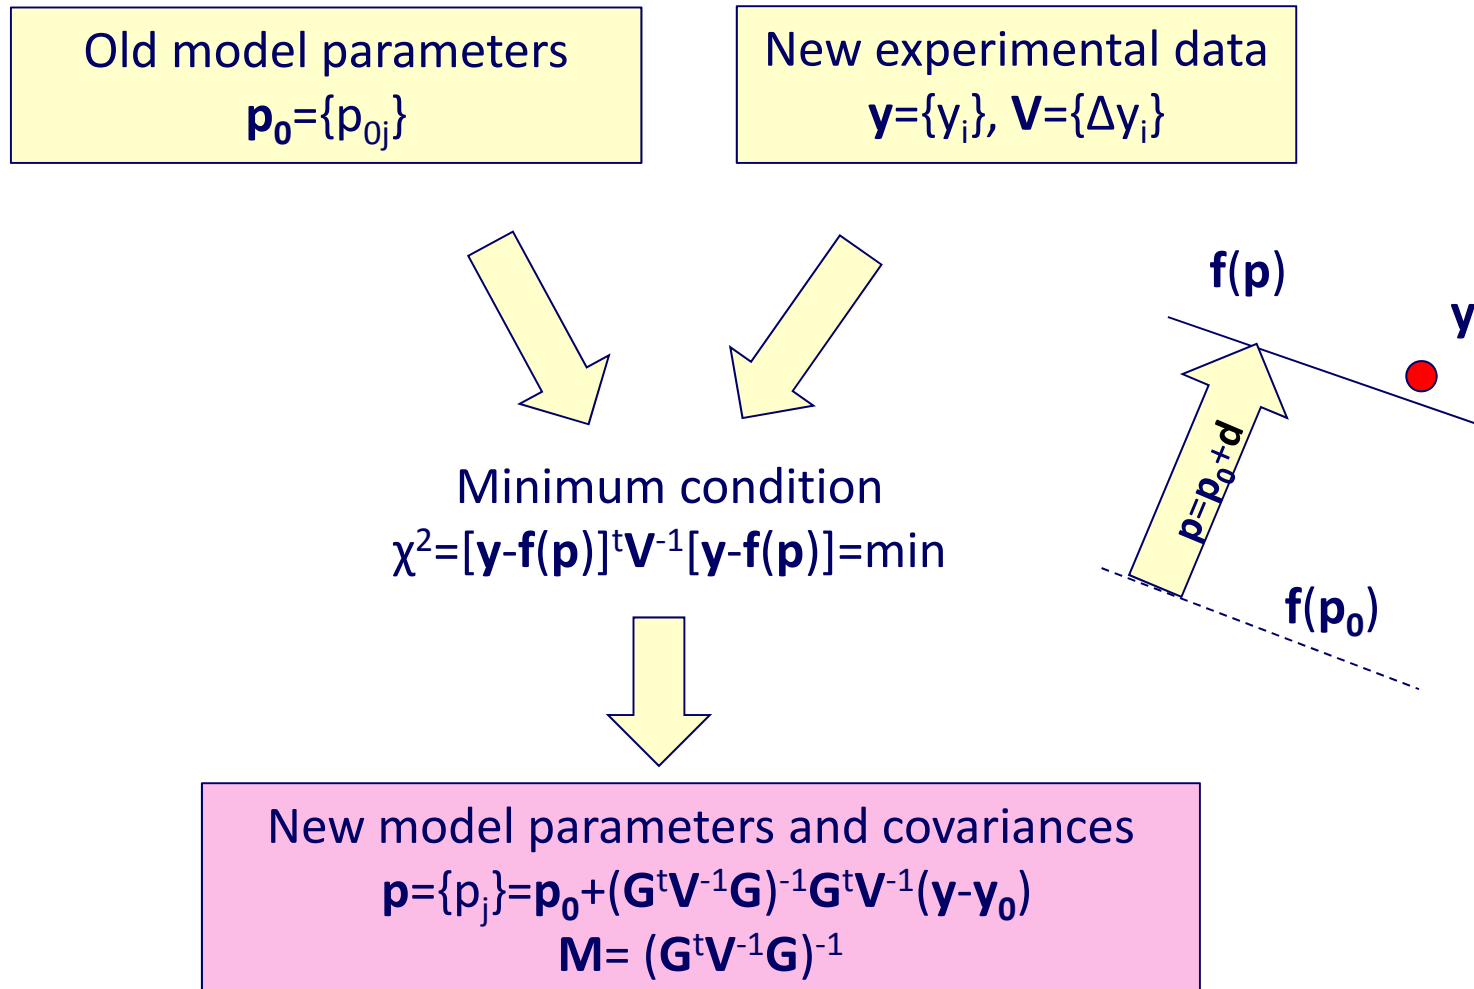 Old model parameters
p₀={p₀ⱼ}
New experimental data
y={yᵢ}, V={Δyᵢ}
f(p)
y
p=p₀+d
f(p₀)
Minimum condition
χ²=[y-f(p)]ᵗV⁻¹[y-f(p)]=min
New model parameters and covariances
p={pⱼ}=p₀+(GᵗV⁻¹G)⁻¹GᵗV⁻¹(y-y₀)
M= (GᵗV⁻¹G)⁻¹